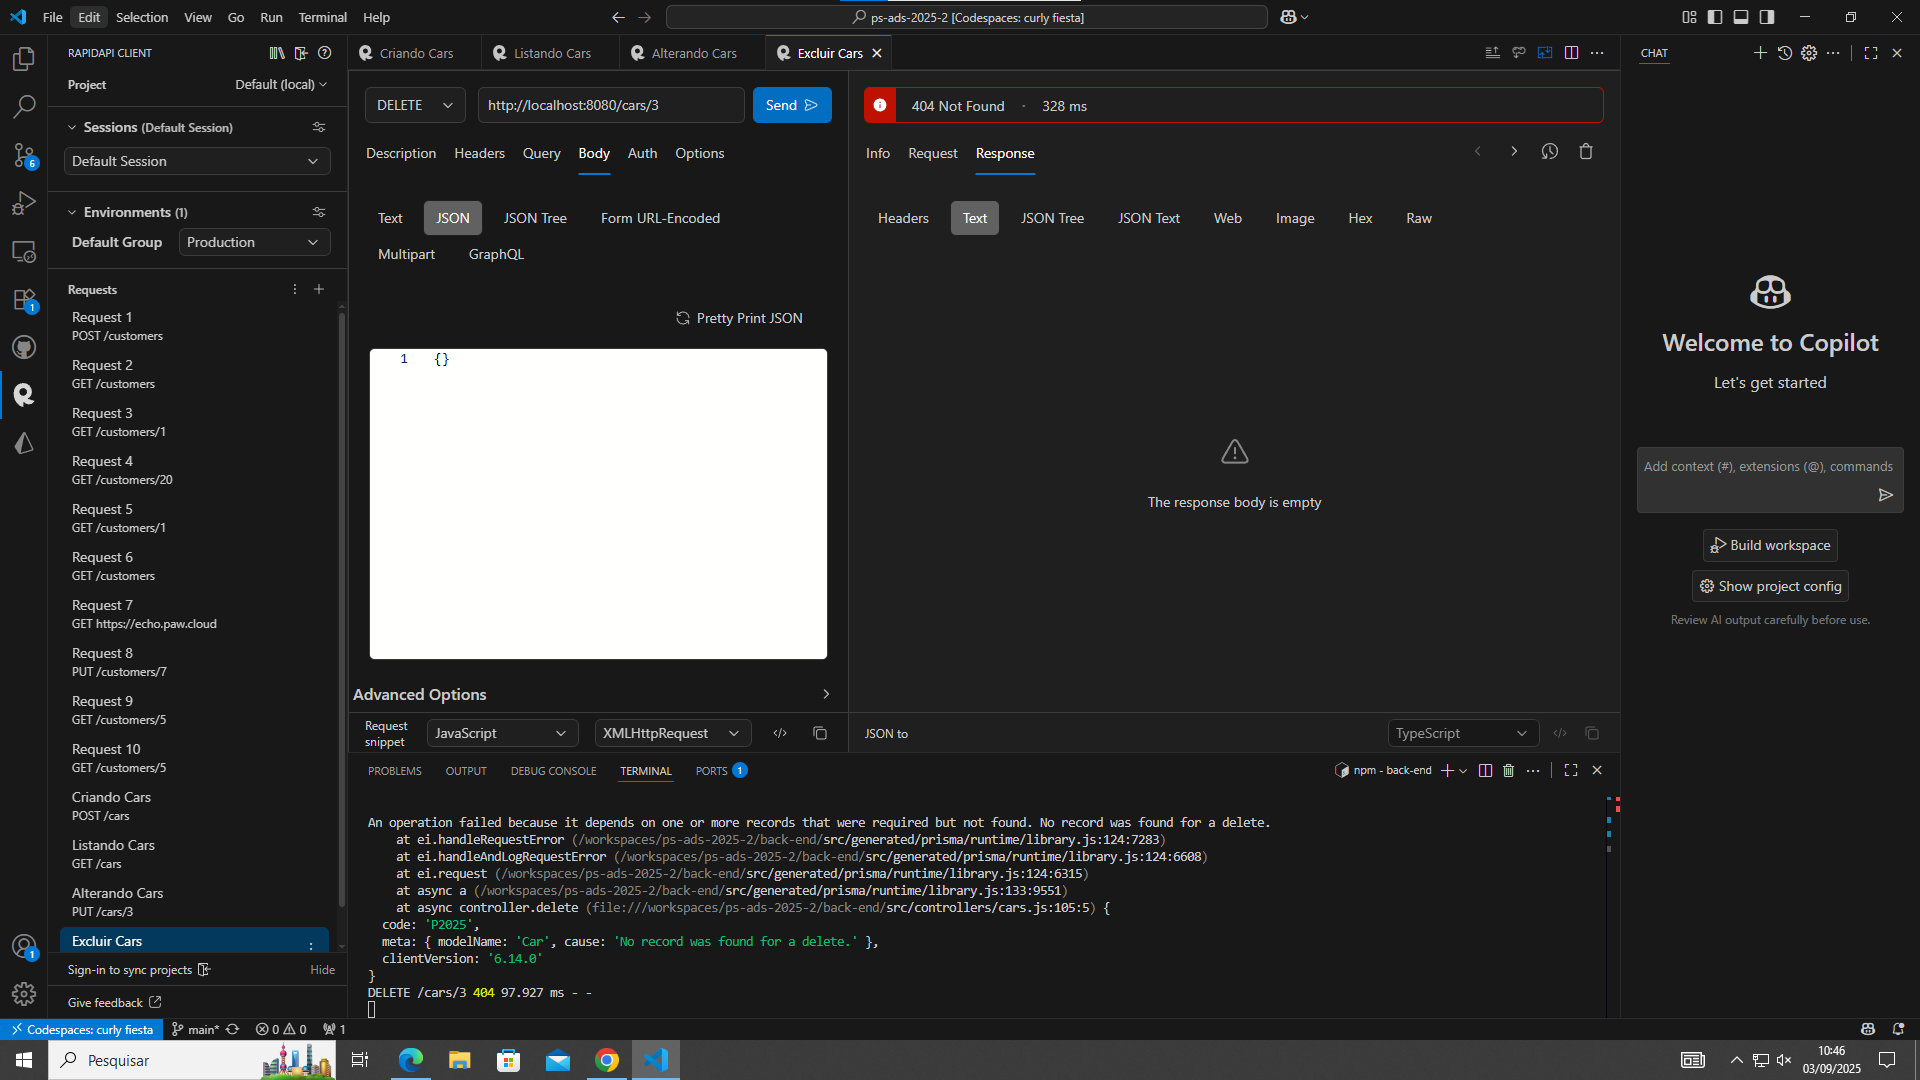 File Edit Selection View Go Run Terminal Help
ps-ads-2025-2 [Codespaces: curly fiesta]
RAPIDAPI CLIENT
Project Default (local)
Sessions (Default Session)
Default Session
Environments (1)
Default Group Production
Requests
Request 1
POST /customers
Request 2
GET /customers
Request 3
GET /customers/1
Request 4
GET /customers/20
Request 5
GET /customers/1
Request 6
GET /customers
Request 7
GET https://echo.paw.cloud
Request 8
PUT /customers/7
Request 9
GET /customers/5
Request 10
GET /customers/5
Criando Cars
POST /cars
Listando Cars
GET /cars
Alterando Cars
PUT /cars/3
Excluir Cars
Sign-in to sync projects Hide
Give feedback
6
1
1
Criando Cars Listando Cars Alterando Cars Excluir Cars
DELETE http://localhost:8080/cars/3 Send
Description Headers Query Body Auth Options
Text JSON JSON Tree Form URL-Encoded
Multipart GraphQL
Pretty Print JSON
1 {}
Advanced Options
Request snippet JavaScript XMLHttpRequest
404 Not Found · 328 ms
Info Request Response
Headers Text JSON Tree JSON Text Web Image Hex Raw
The response body is empty
JSON to TypeScript
PROBLEMS OUTPUT DEBUG CONSOLE TERMINAL PORTS 1
npm - back-end
An operation failed because it depends on one or more records that were required but not found. No record was found for a delete.
at ei.handleRequestError (/workspaces/ps-ads-2025-2/back-end/src/generated/prisma/runtime/library.js:124:7283)
at ei.handleAndLogRequestError (/workspaces/ps-ads-2025-2/back-end/src/generated/prisma/runtime/library.js:124:6608)
at ei.request (/workspaces/ps-ads-2025-2/back-end/src/generated/prisma/runtime/library.js:124:6315)
at async a (/workspaces/ps-ads-2025-2/back-end/src/generated/prisma/runtime/library.js:133:9551)
at async controller.delete (file:///workspaces/ps-ads-2025-2/back-end/src/controllers/cars.js:105:5) {
code: 'P2025',
meta: { modelName: 'Car', cause: 'No record was found for a delete.' },
clientVersion: '6.14.0'
}
DELETE /cars/3 404 97.927 ms - -
CHAT
Welcome to Copilot
Let's get started
Add context (#), extensions (@), commands
Build workspace
Show project config
Review AI output carefully before use.
Codespaces: curly fiesta main* 0 0 1
Pesquisar
10:46
03/09/2025